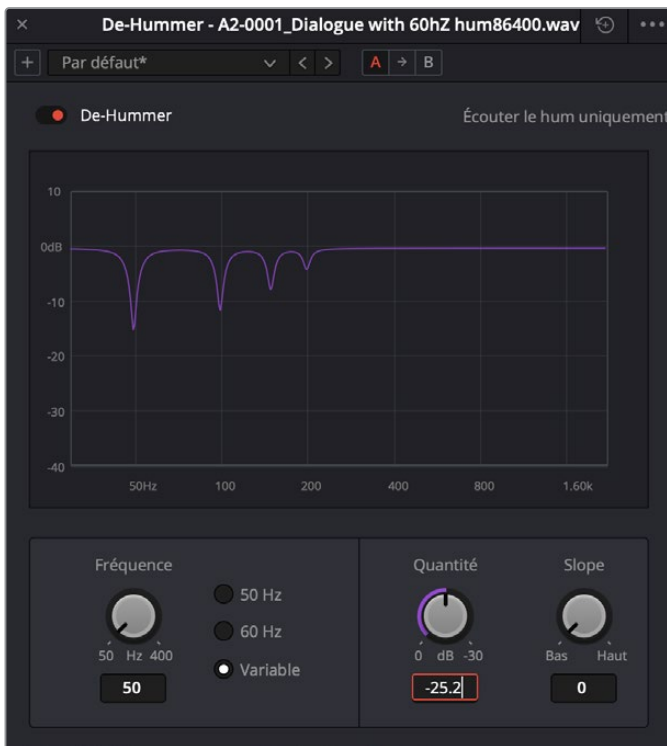 × De-Hummer - A2-0001_Dialogue with 60hZ hum86400.wav •••
+ Par défaut* < > A → B
De-Hummer Écouter le hum uniquement
10
0dB
-10
-20
-30
-40
50Hz 100 200 400 800 1.60k
Fréquence
50 Hz 400
50
50 Hz
60 Hz
Variable
Quantité
0 dB -30
-25.2
Slope
Bas Haut
0